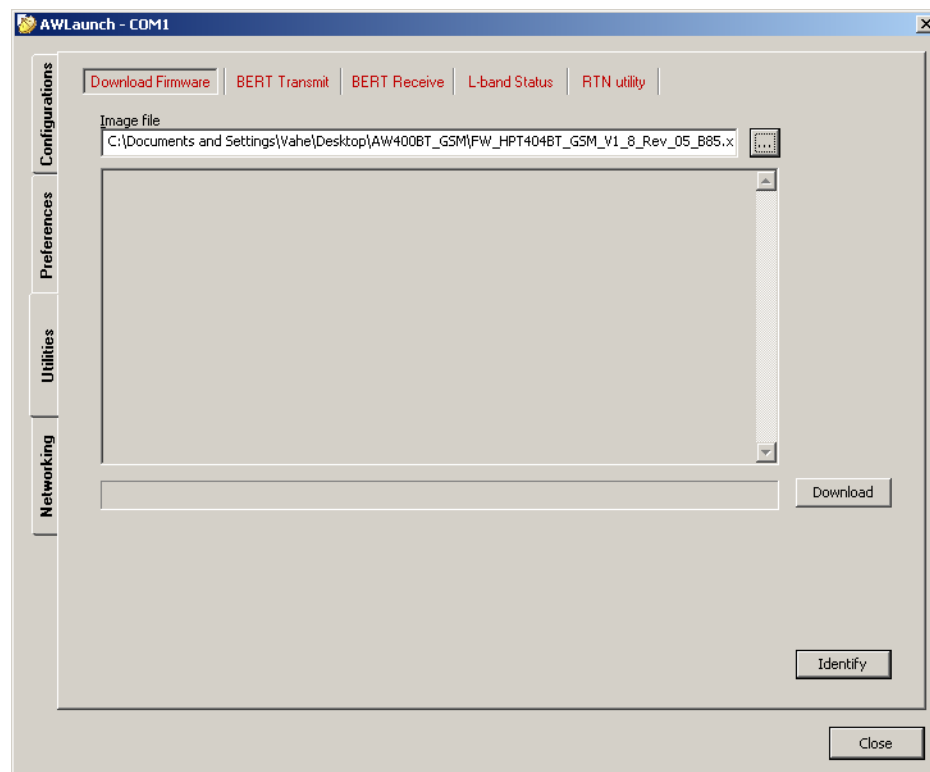 AWLaunch - COM1
Configurations
Preferences
Utilities
Networking
Download Firmware BERT Transmit BERT Receive L-band Status RTN utility
Image file
C:\Documents and Settings\Vahe\Desktop\AW400BT_GSM\FW_HPT404BT_GSM_V1_8_Rev_05_B85.x
...
Download
Identify
Close